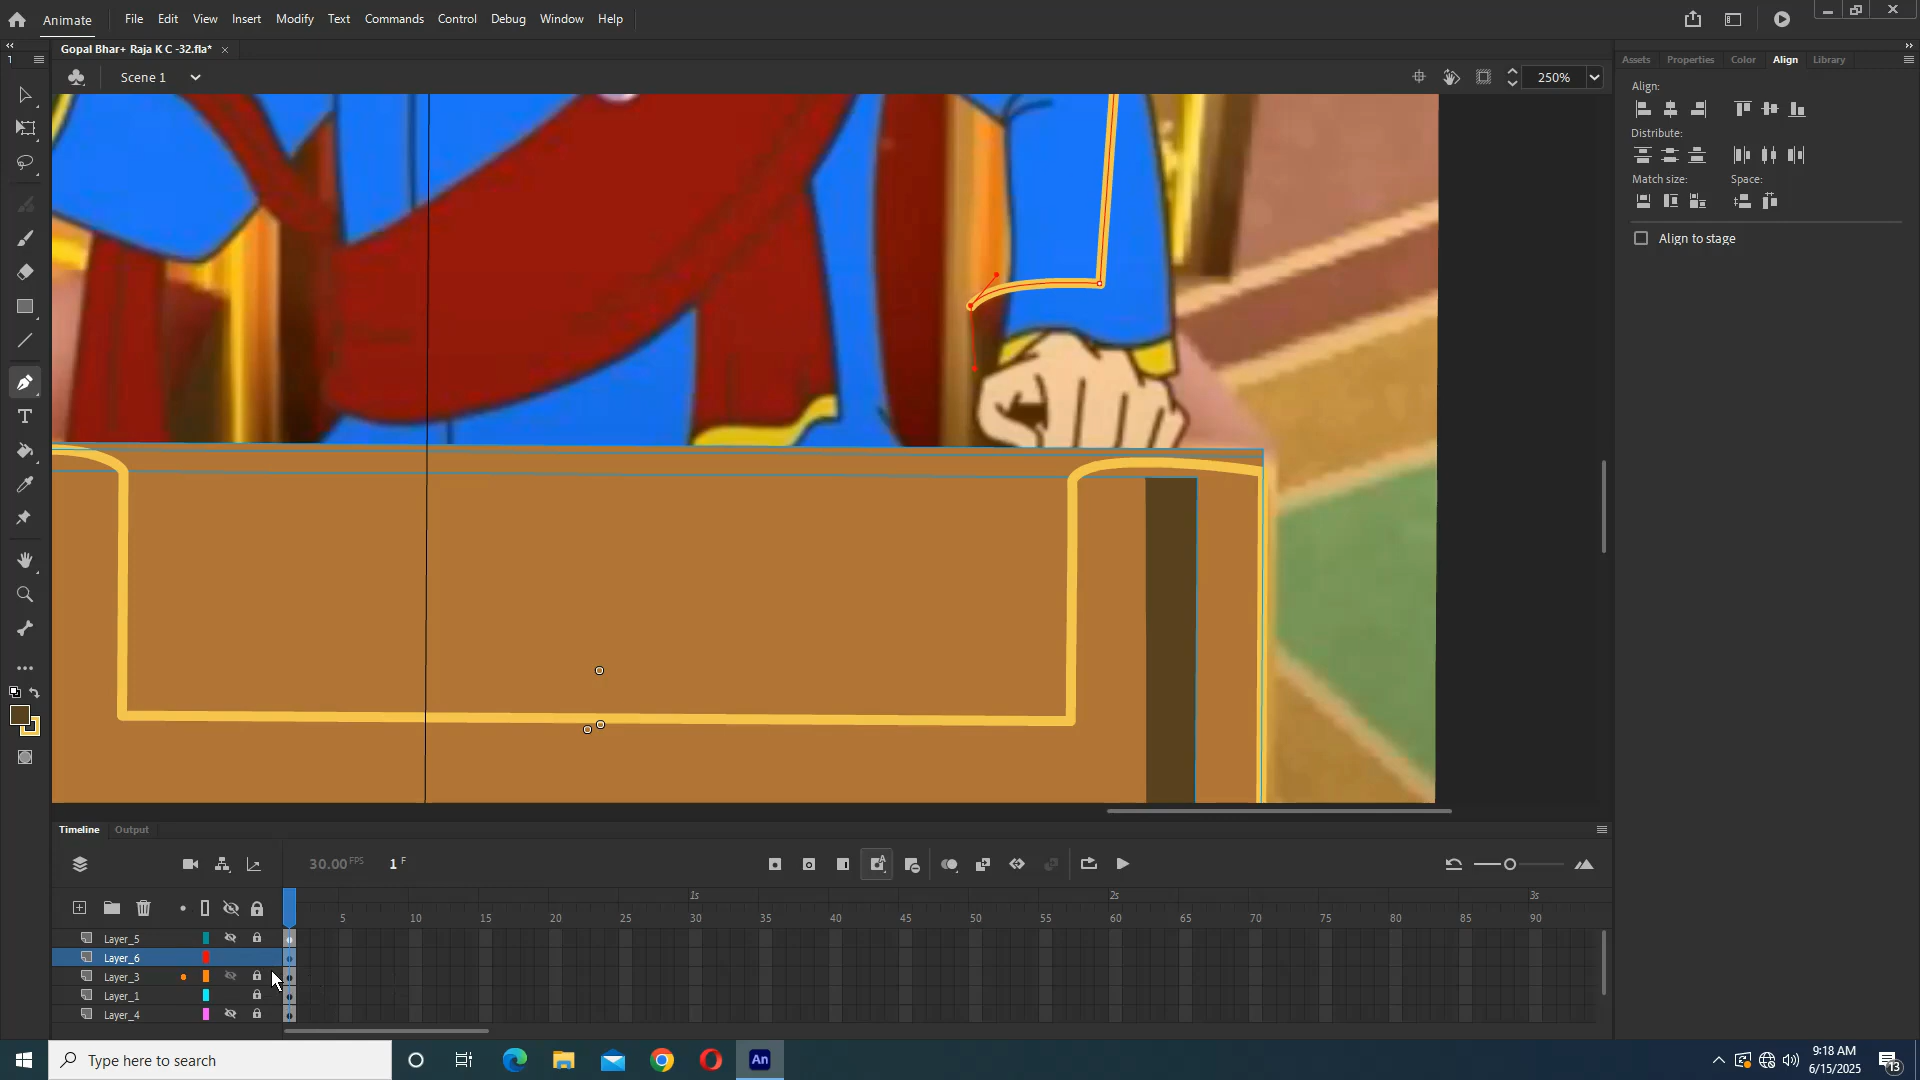 Animate File Edit View Insert Modify Text Commands Control Debug Window Help
Gopal Bhar+ Raja K C -32.fla* ×
Scene 1 250%
1
Assets Properties Color Align Library
Align:
Distribute:
Match size: Space:
Align to stage
Timeline Output
30.00 FPS 1 F
1s 2s 3s
5 10 15 20 25 30 35 40 45 50 55 60 65 70 75 80 85 90
Layer_5
Layer_6
Layer_3
Layer_1
Layer_4
Type here to search
An
9:18 AM
6/15/2025
13